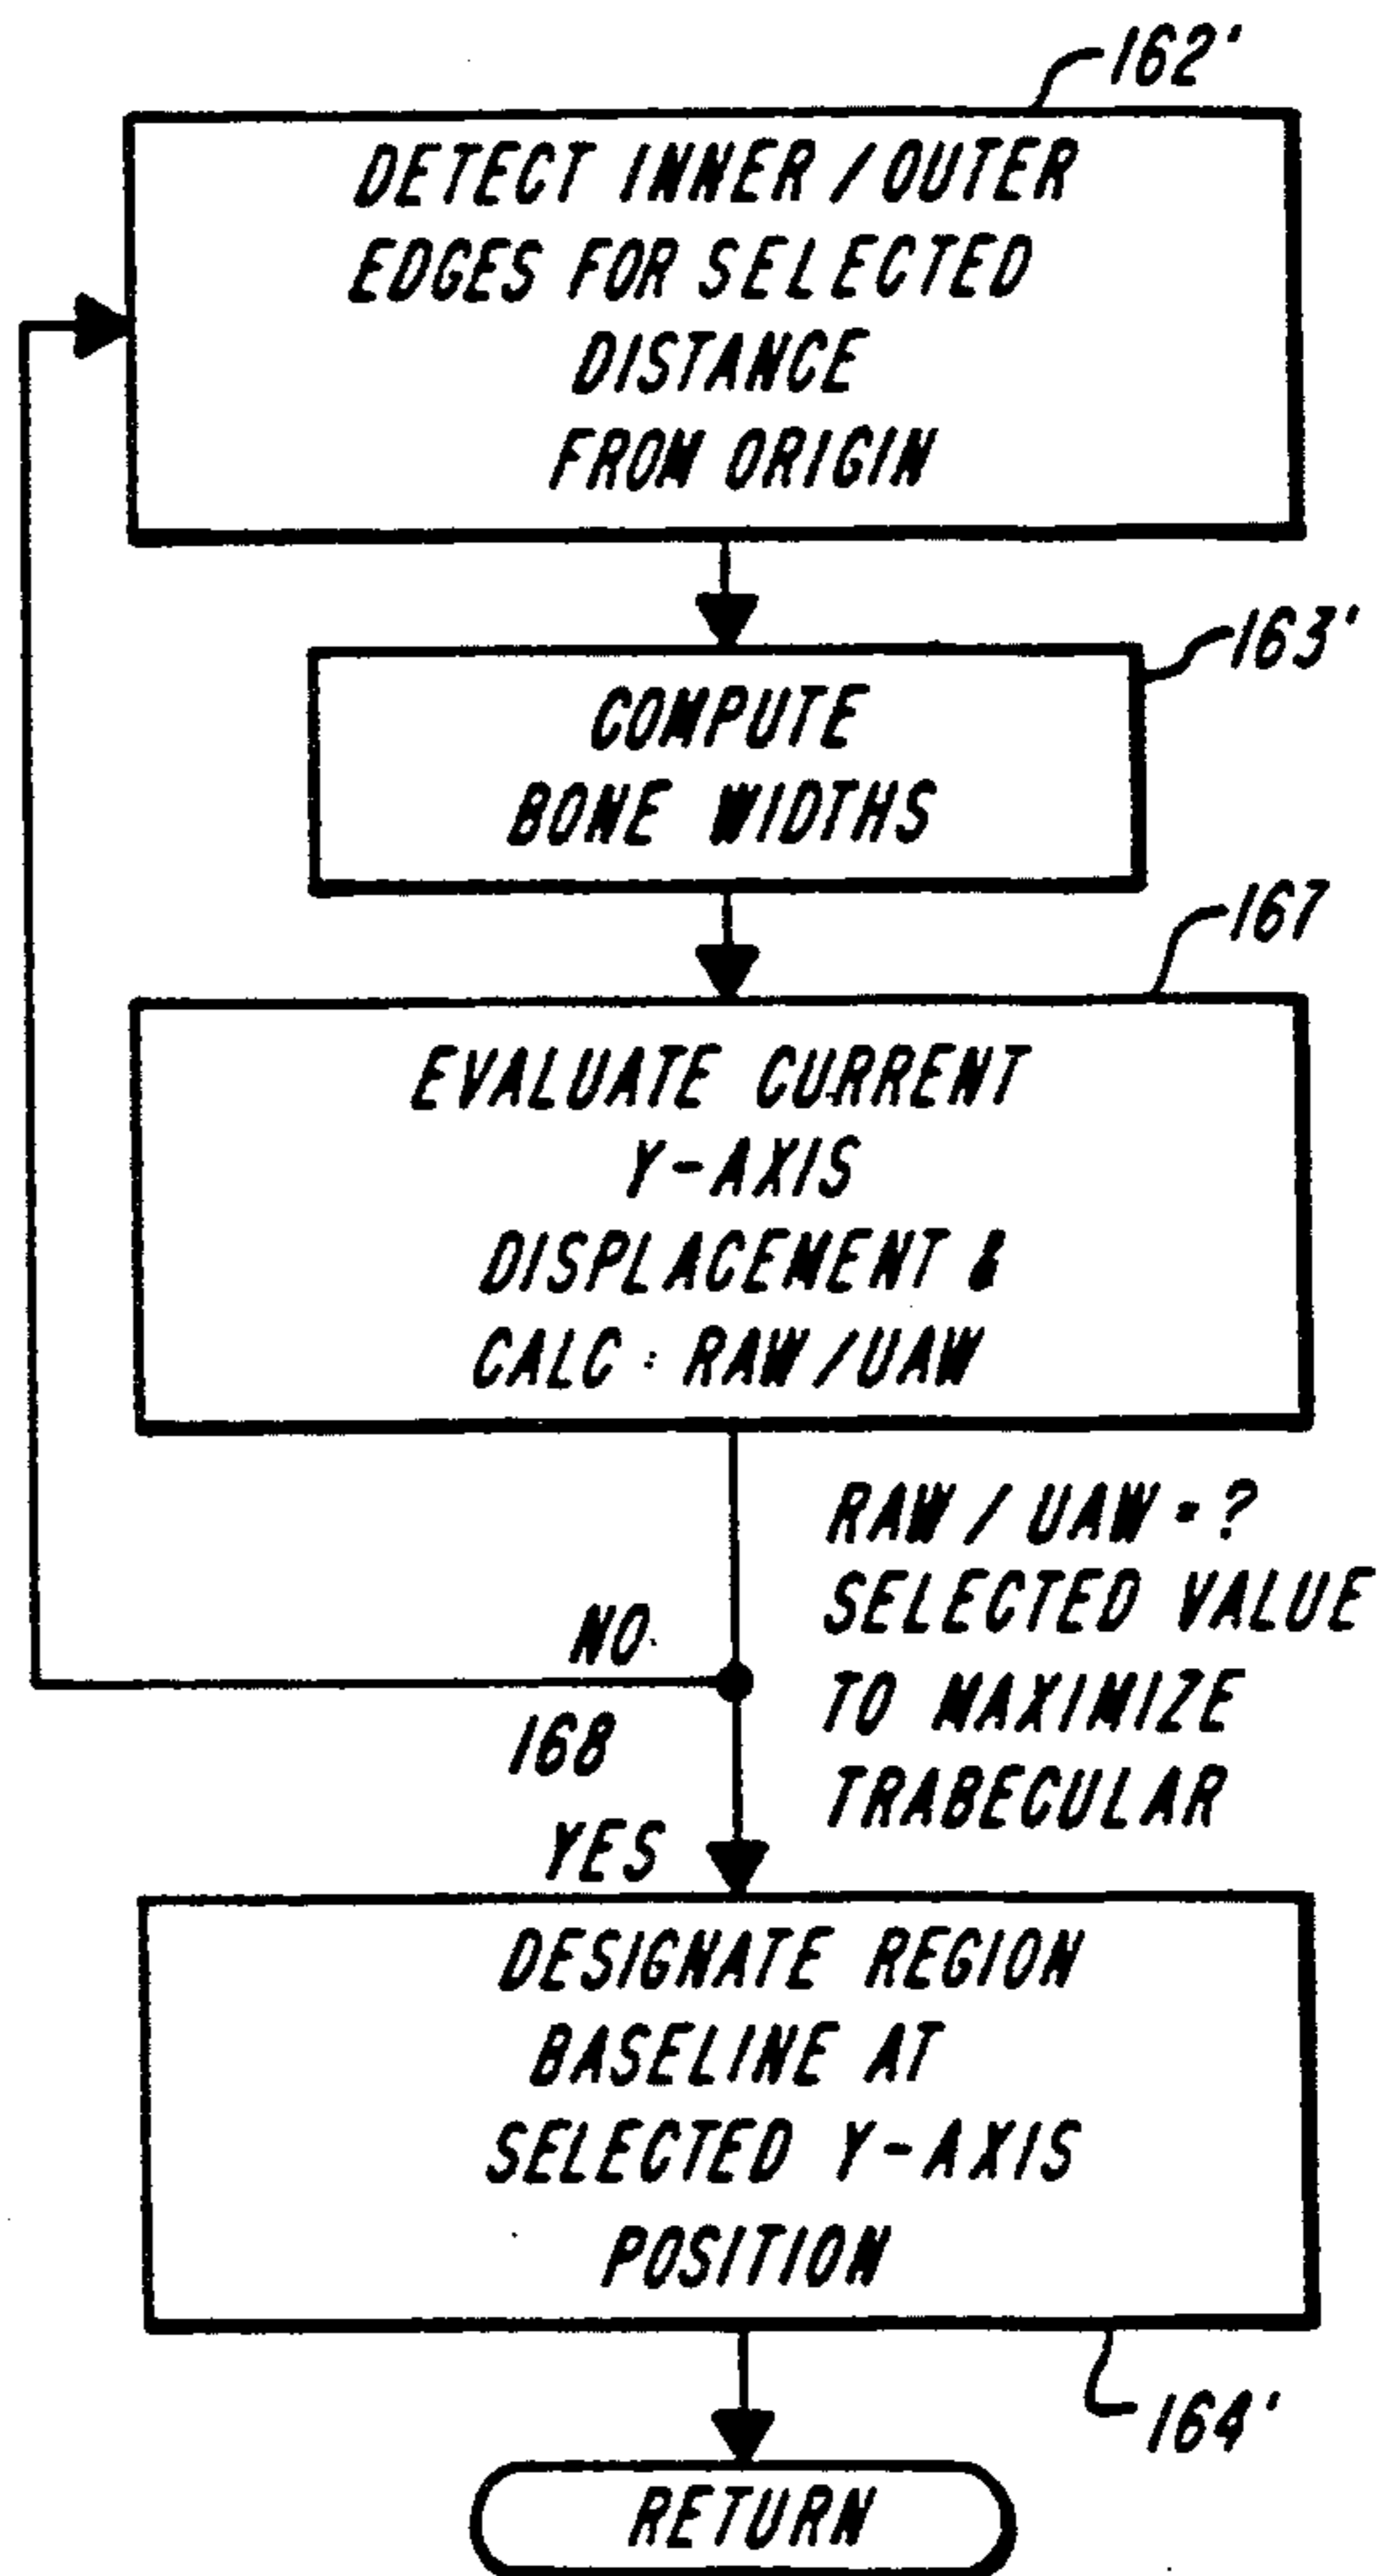 162'
DETECT INNER/OUTER
EDGES FOR SELECTED
DISTANCE
FROM ORIGIN
163'
COMPUTE
BONE WIDTHS
167
EVALUATE CURRENT
Y-AXIS
DISPLACEMENT &
CALC: RAW/UAW
RAW/UAW=?
SELECTED VALUE
TO MAXIMIZE
TRABECULAR
NO
168
YES
DESIGNATE REGION
BASELINE AT
SELECTED Y-AXIS
POSITION
164'
RETURN